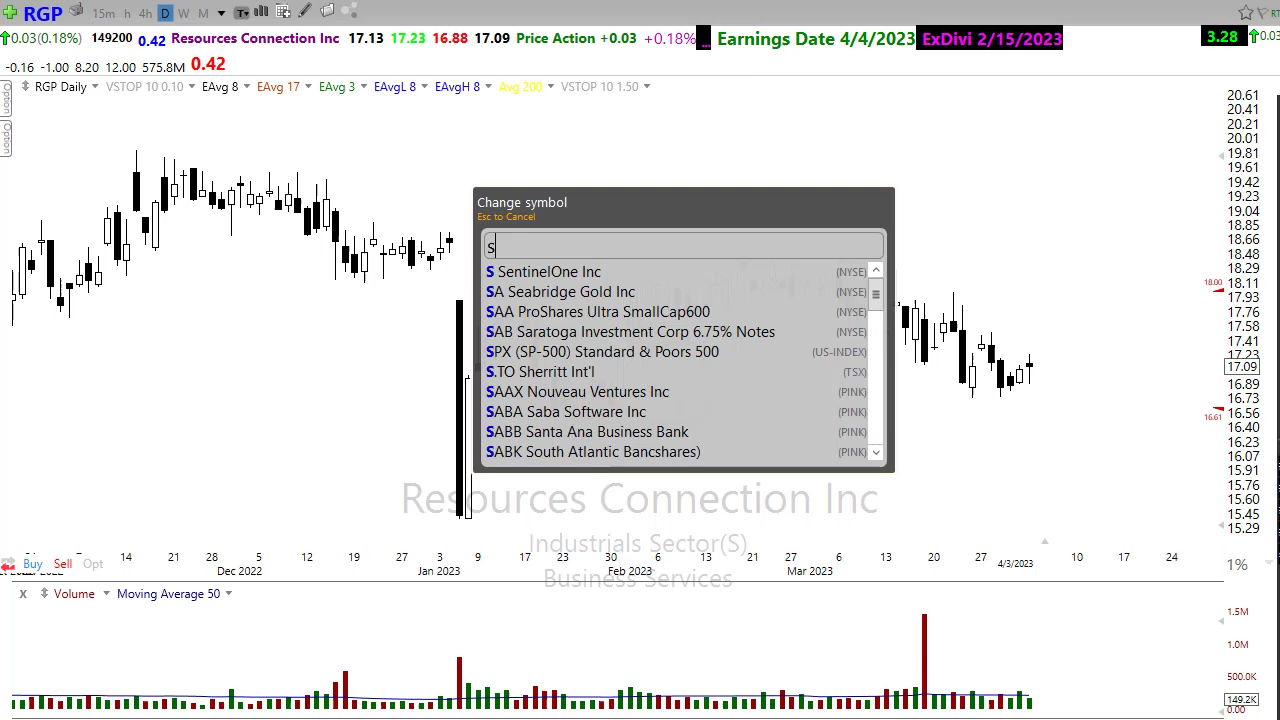 RGP 15m h 4h D W M T
0.03(0.18%) 149200 0.42 Resources Connection Inc 17.13 17.23 16.88 17.09 Price Action +0.03 +0.18% ... Earnings Date 4/4/2023 ExDivi 2/15/2023 3.28 0.03
-0.16 -1.00 8.20 12.00 575.8M 0.42
RGP Daily VSTOP 10 0.10 EAvg 8 EAvg 17 EAvg 3 EAvgL 8 EAvgH 8 Avg 200 VSTOP 10 1.50
Option
Option
Change symbol
Esc to Cancel
s
S SentinelOne Inc (NYSE)
SA Seabridge Gold Inc (NYSE)
SAA ProShares Ultra SmallCap600 (NYSE)
SAB Saratoga Investment Corp 6.75% Notes (NYSE)
SPX (SP-500) Standard & Poors 500 (US-INDEX)
S.TO Sherritt Int'l (TSX)
SAAX Nouveau Ventures Inc (PINK)
SABA Saba Software Inc (PINK)
SABB Santa Ana Business Bank (PINK)
SABK South Atlantic Bancshares) (PINK)
20.61
20.41
20.21
20.01
19.81
19.61
19.42
19.23
19.04
18.85
18.66
18.48
18.29
18.11
18.00
17.93
17.76
17.58
17.41
17.23
17.09
16.89
16.73
16.61
16.56
16.40
16.23
16.07
15.91
15.76
15.60
15.45
15.29
Resources Connection Inc
Industrials Sector(S)
Business Services
14 21 28 5 12 19 27 9 17 23 30 6 13 21 27 6 13 20 27 4/3/2023 10 17 24
Buy Sell Opt 1%
Dec 2022 Jan 2023 Feb 2023 Mar 2023
X Volume Moving Average 50
1.5M
1.0M
500.0K
149.2K
0.00